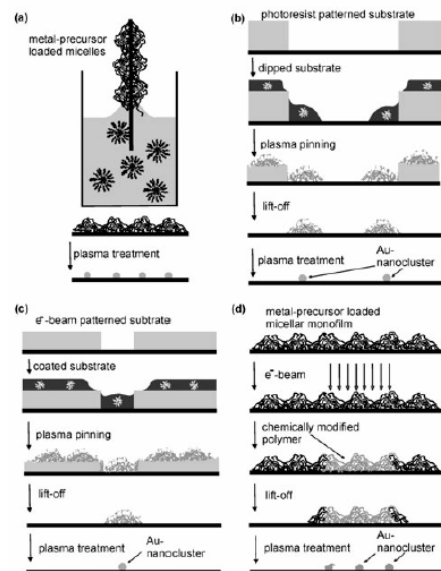 (a)
metal-precursor
loaded micelles
plasma treatment
(b)
photoresist patterned substrate
dipped substrate
plasma pinning
lift-off
plasma treatment
Au-
nanocluster
(c)
e-beam patterned subtrate
coated substrate
plasma pinning
lift-off
plasma treatment
Au-
nanocluster
(d)
metal-precursor loaded
micellar monofilm
e⁻-beam
chemically modified
polymer
lift-off
plasma treatment
Au-
nanocluster